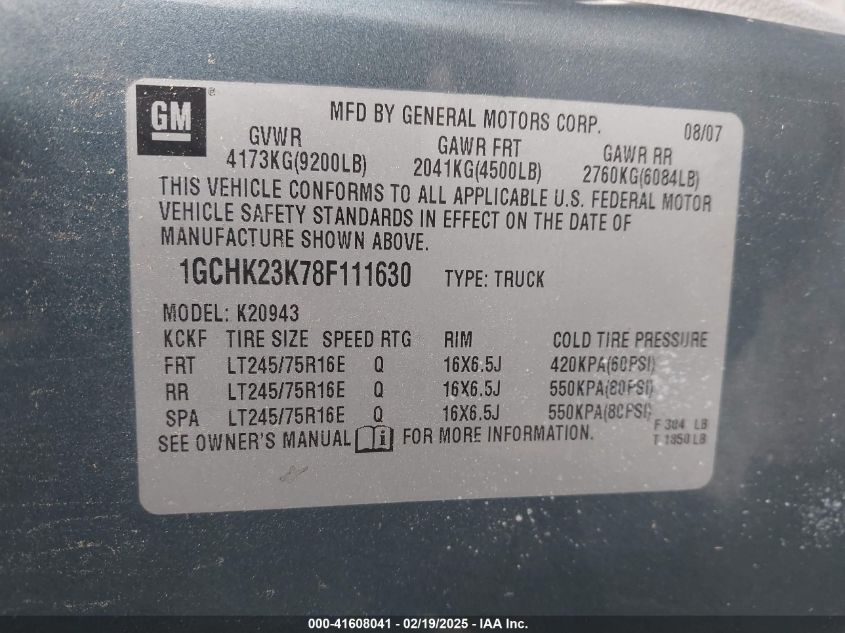 GM ®
MFD BY GENERAL MOTORS CORP. 08/07
GVWR GAWR FRT GAWR RR
4173KG(9200LB) 2041KG(4500LB) 2760KG(6084LB)
THIS VEHICLE CONFORMS TO ALL APPLICABLE U.S. FEDERAL MOTOR
VEHICLE SAFETY STANDARDS IN EFFECT ON THE DATE OF
MANUFACTURE SHOWN ABOVE.
1GCHK23K78F111630 TYPE: TRUCK
MODEL: K20943
KCKF TIRE SIZE SPEED RTG RIM COLD TIRE PRESSURE
FRT LT245/75R16E Q 16X6.5J 420KPA(60PSI)
RR LT245/75R16E Q 16X6.5J 550KPA(80PSI)
SPA LT245/75R16E Q 16X6.5J 550KPA(80PSI)
SEE OWNER'S MANUAL i FOR MORE INFORMATION.
F 384 LB
T 1850 LB
000-41608041 - 02/19/2025 - IAA Inc.